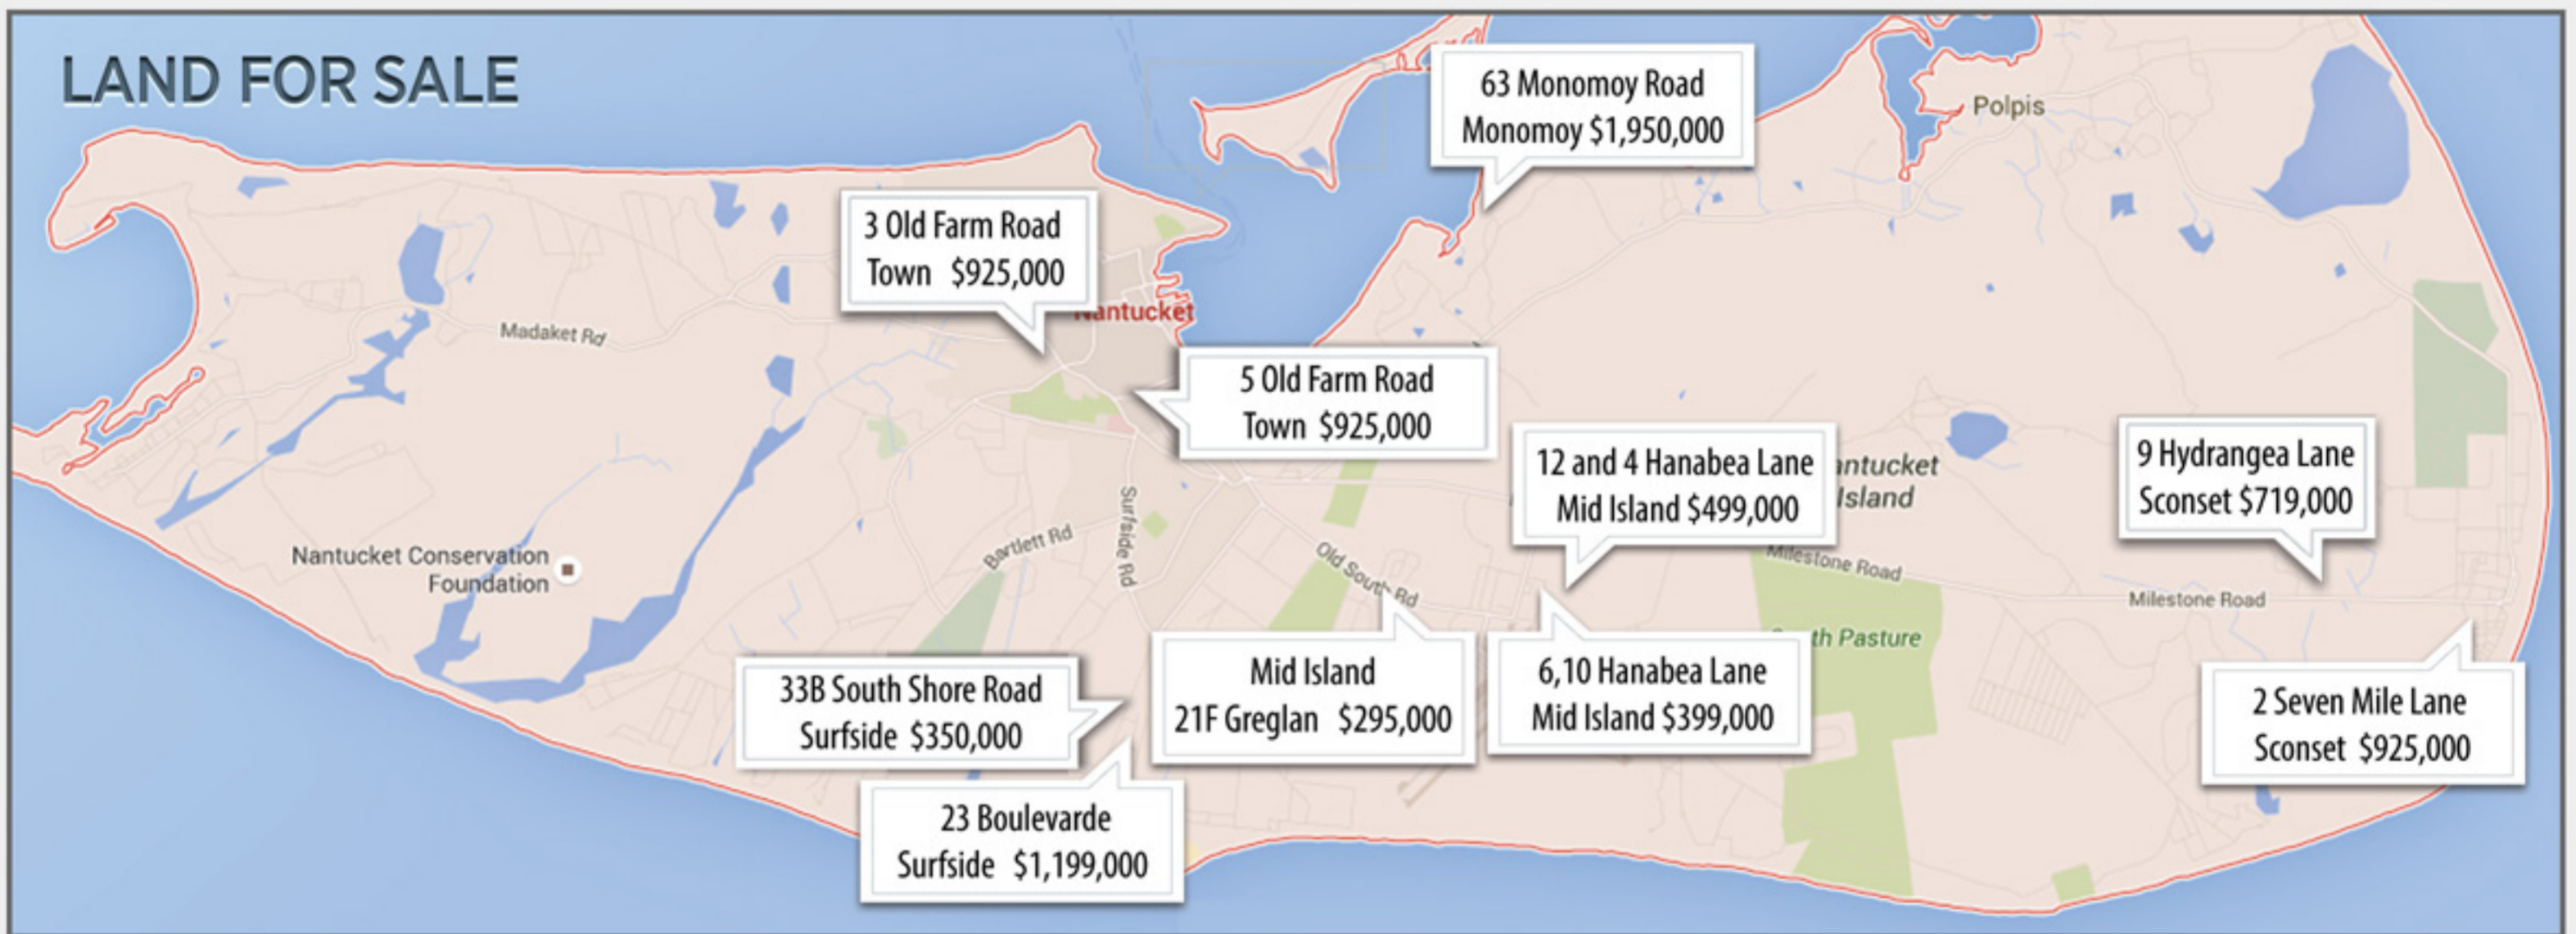 LAND FOR SALE
63 Monomoy Road
Monomoy $1,950,000
Polpis
3 Old Farm Road
Town $925,000
Nantucket
Madaket Rd
5 Old Farm Road
Town $925,000
12 and 4 Hanabea Lane
Mid Island $499,000
antucket
Island
9 Hydrangea Lane
Sconset $719,000
Nantucket Conservation
Foundation
Bartlett Rd
Surfside Rd
Old South Rd
Milestone Road
Milestone Road
th Pasture
33B South Shore Road
Surfside $350,000
Mid Island
21F Greglan $295,000
6,10 Hanabea Lane
Mid Island $399,000
2 Seven Mile Lane
Sconset $925,000
23 Boulevarde
Surfside $1,199,000